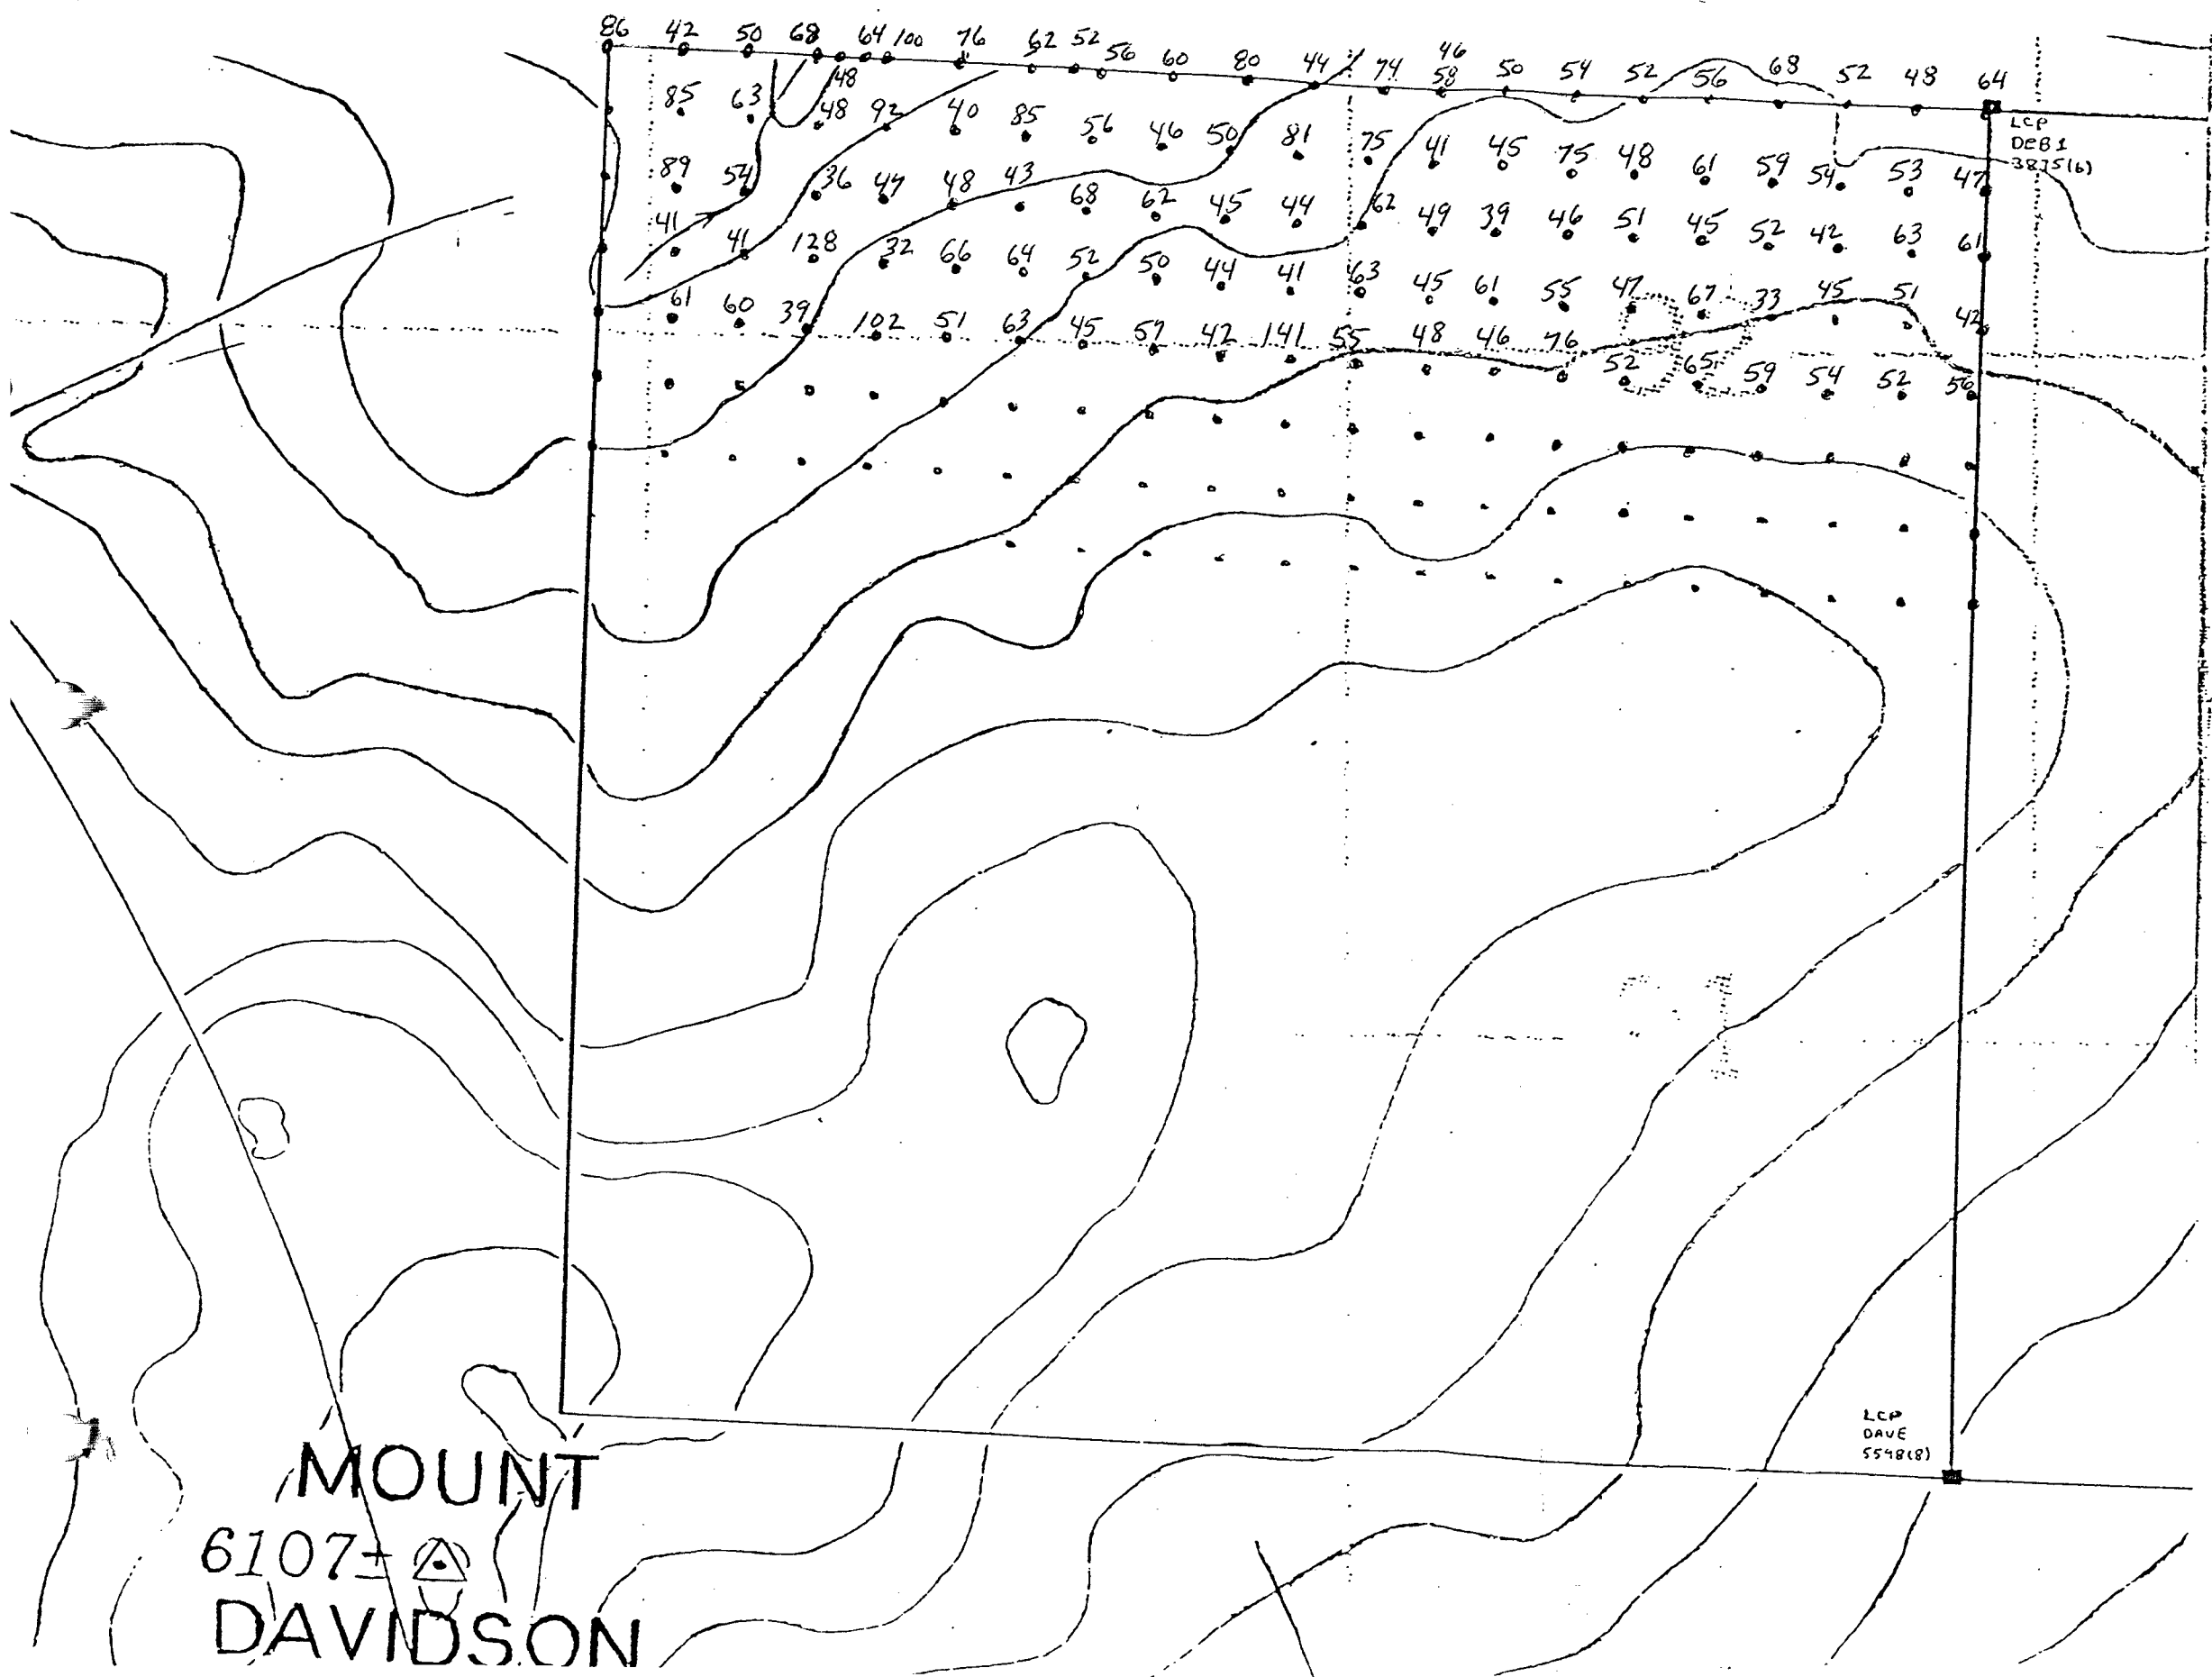 86 42 50 68 64 100 76 62 52 56 60 80 44 74 46 58 50 54 52 56 68 52 48 64
48
LCP
DEB 1
3875(6)
85 63 48 92 40 85 56 46 50 81 75 41 45 75 48 61 59 54 53 47
89 54 36 47 48 43 68 62 45 44 62 49 39 46 51 45 52 42 63 61
41 41 128 32 66 64 52 50 44 41 63 45 61 55 47 67 33 45 51 42
61 60 39 102 51 63 45 57 42 141 55 48 46 76 52 65 59 54 52 56
LCP
DAVE
5548(8)
MOUNT
6107±
DAVIDSON